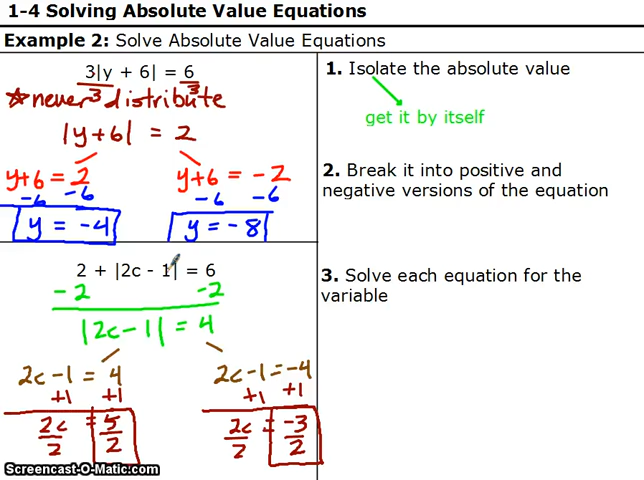 1-4 Solving Absolute Value Equations
Example 2: Solve Absolute Value Equations
3|y + 6| = 6
3 3
*never distribute
|y+6| = 2
y+6 = 2 y+6 = -2
-6 -6 -6 -6
y = -4 y = -8
2 + |2c - 1| = 6
-2 -2
|2c-1| = 4
2c-1 = 4 2c-1 = -4
+1 +1 +1 +1
2c/2 = 5/2 2c/2 = -3/2
1. Isolate the absolute value
get it by itself
2. Break it into positive and
negative versions of the equation
3. Solve each equation for the
variable
Screencast-O-Matic.com